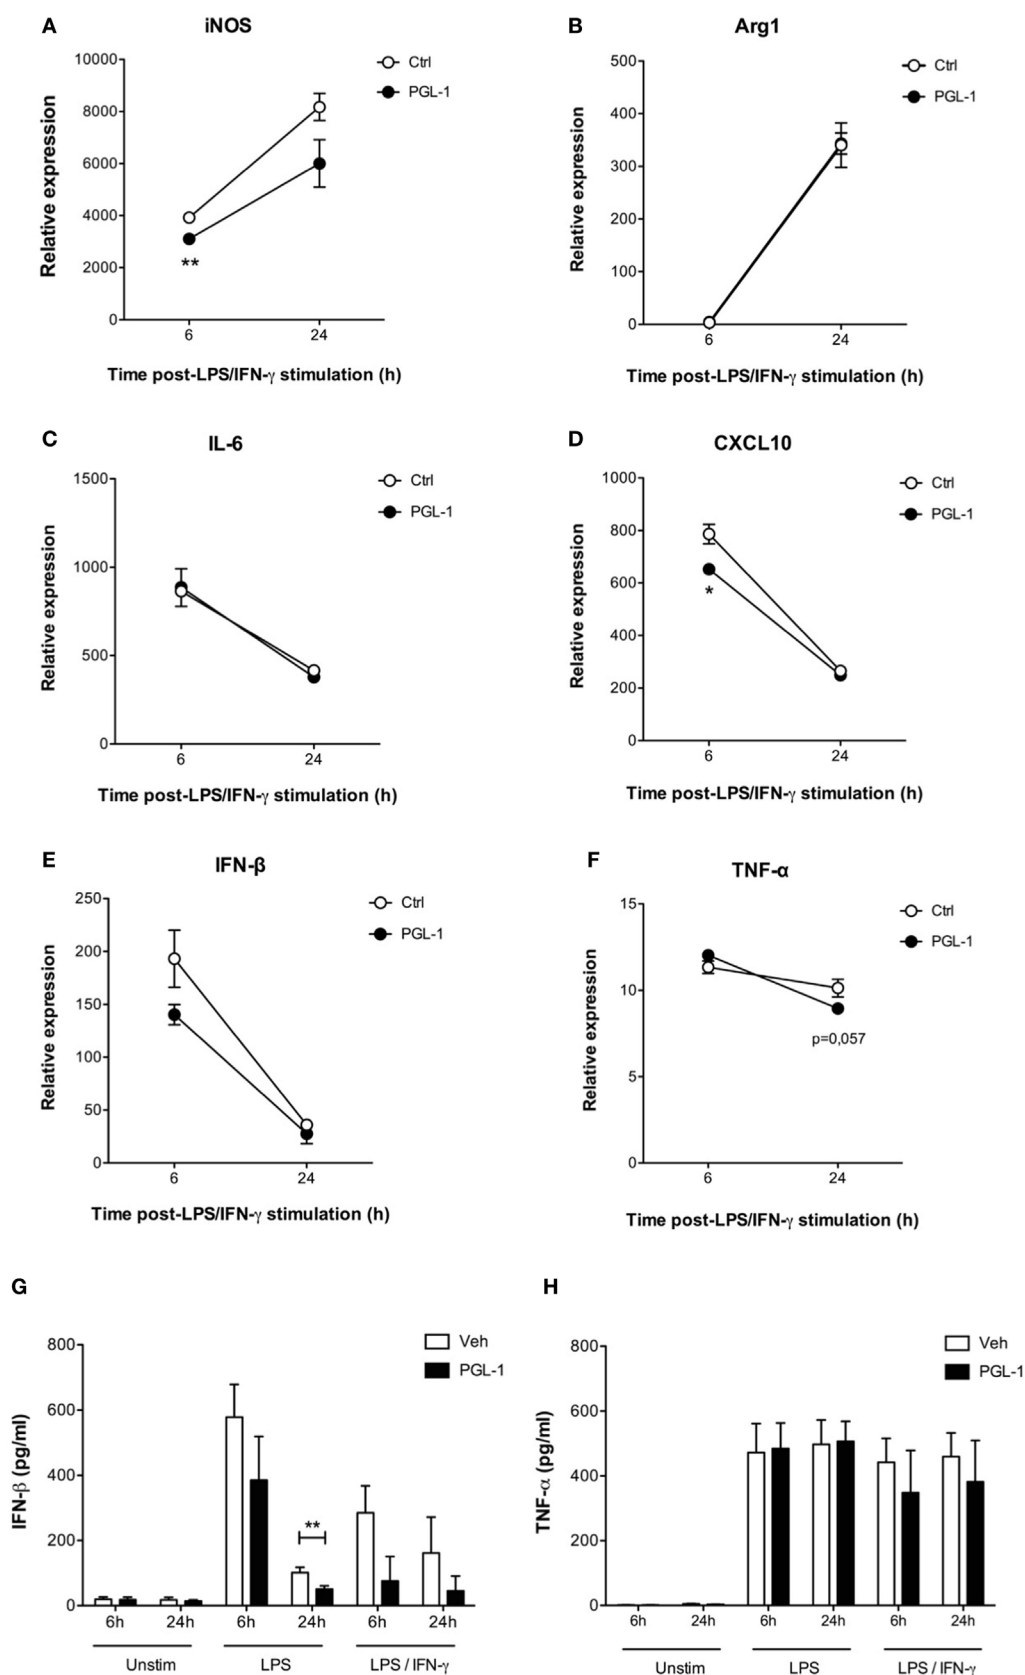 A
iNOS
Relative expression
10000
8000
6000
4000
2000
0
Ctrl
PGL-1
**
6
24
Time post-LPS/IFN-γ stimulation (h)
B
Arg1
Relative expression
500
400
300
200
100
0
Ctrl
PGL-1
6
24
Time post-LPS/IFN-γ stimulation (h)
C
IL-6
Relative expression
1500
1000
500
0
Ctrl
PGL-1
6
24
Time post-LPS/IFN-γ stimulation (h)
D
CXCL10
Relative expression
1000
800
600
400
200
0
Ctrl
PGL-1
*
6
24
Time post-LPS/IFN-γ stimulation (h)
E
IFN-β
Relative expression
250
200
150
100
50
0
Ctrl
PGL-1
6
24
Time post-LPS/IFN-γ stimulation (h)
F
TNF-α
Relative expression
15
10
5
0
Ctrl
PGL-1
p=0,057
6
24
Time post-LPS/IFN-γ stimulation (h)
G
IFN-β (pg/ml)
800
600
400
200
0
Veh
PGL-1
**
6h 24h 6h 24h 6h 24h
Unstim LPS LPS / IFN-γ
H
TNF-α (pg/ml)
800
600
400
200
0
Veh
PGL-1
6h 24h 6h 24h 6h 24h
Unstim LPS LPS / IFN-γ